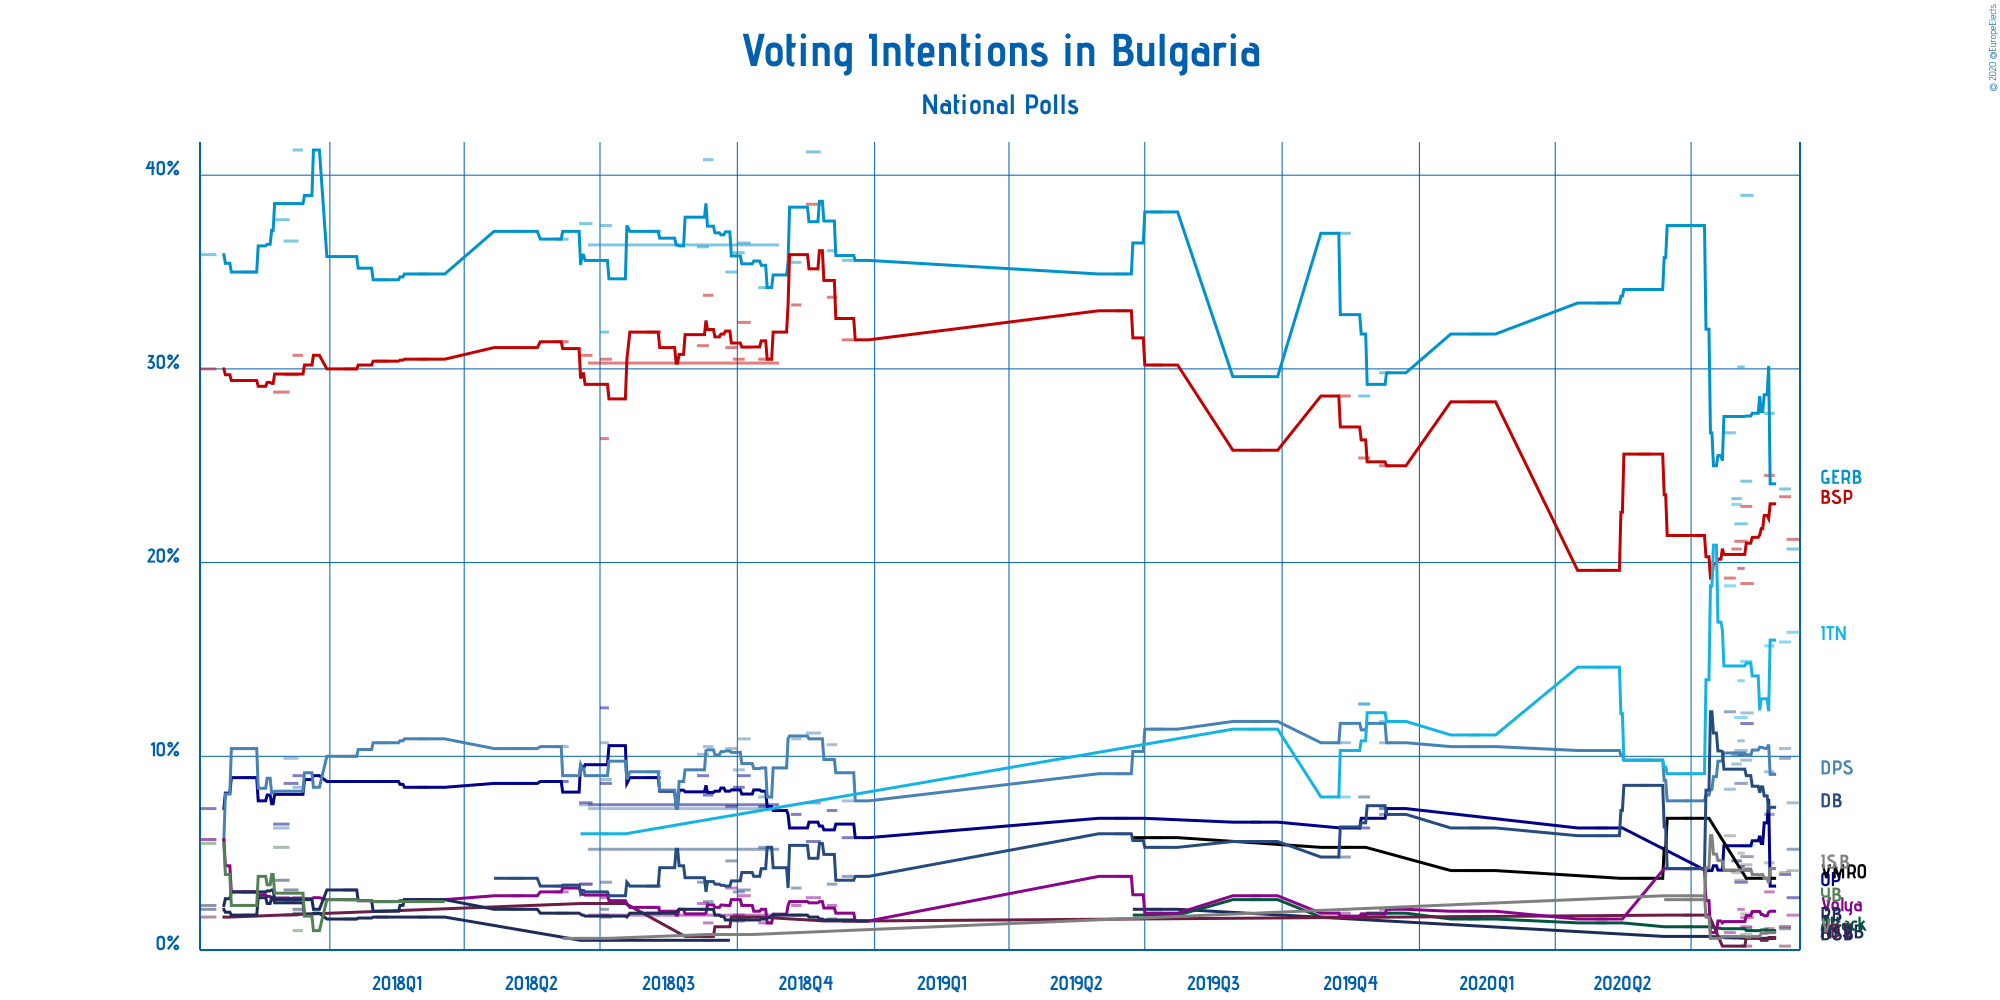 Voting Intentions in Bulgaria
National Polls
© 2020 @EuropeElects
40%
30%
20%
10%
0%
GERB
BSP
ITN
DPS
DB
ISB
VMRO
UP
Volya
2018Q1
2018Q2
2018Q3
2018Q4
2019Q1
2019Q2
2019Q3
2019Q4
2020Q1
2020Q2